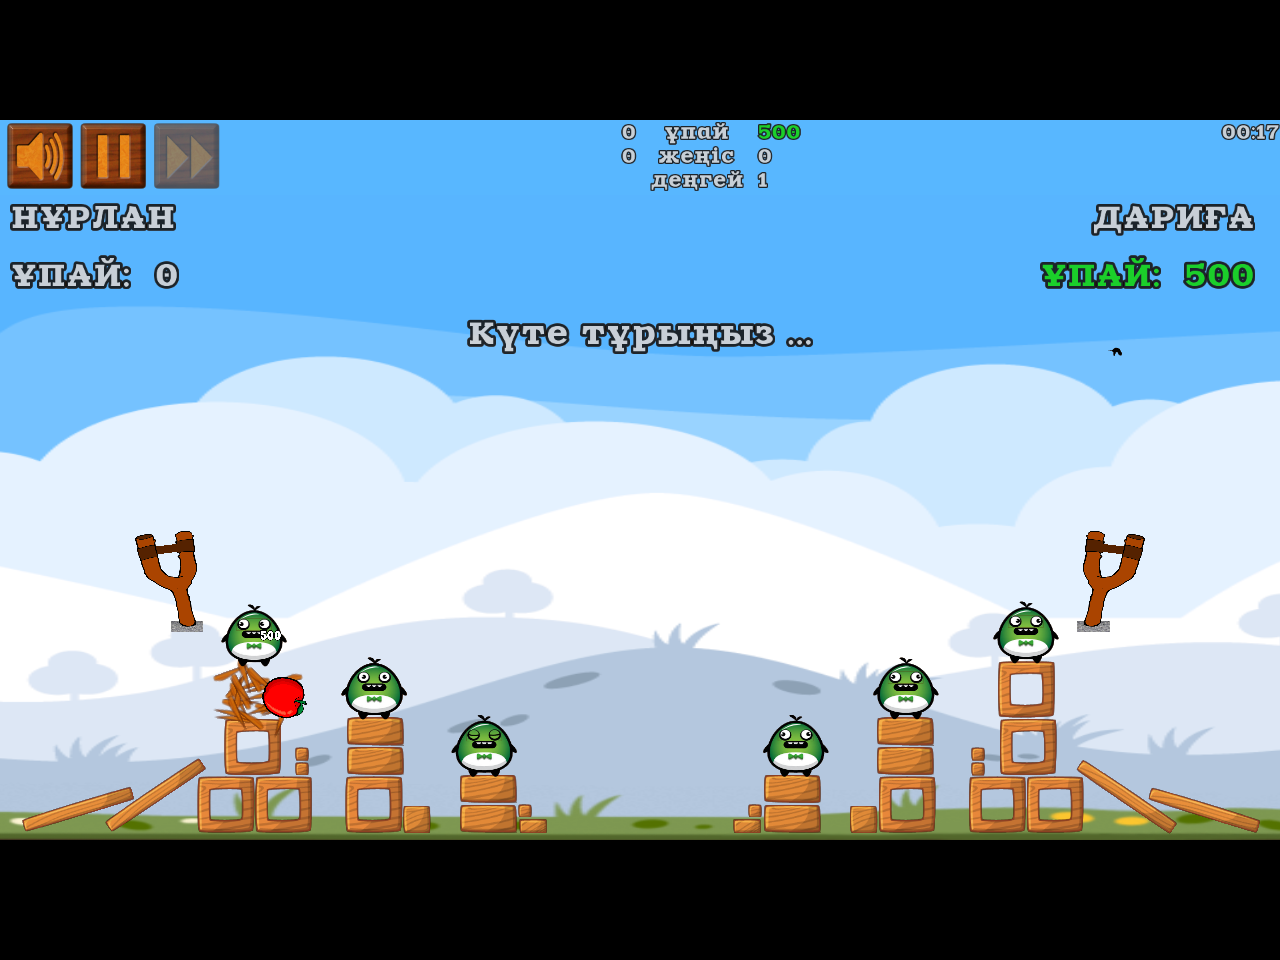 0 ұпай 500
0 жеңіс 0
деңгей 1
00:17
НҰРЛАН
ДАРИҒА
ҰПАЙ: 0
ҰПАЙ: 500
Күте тұрыңыз ...
500